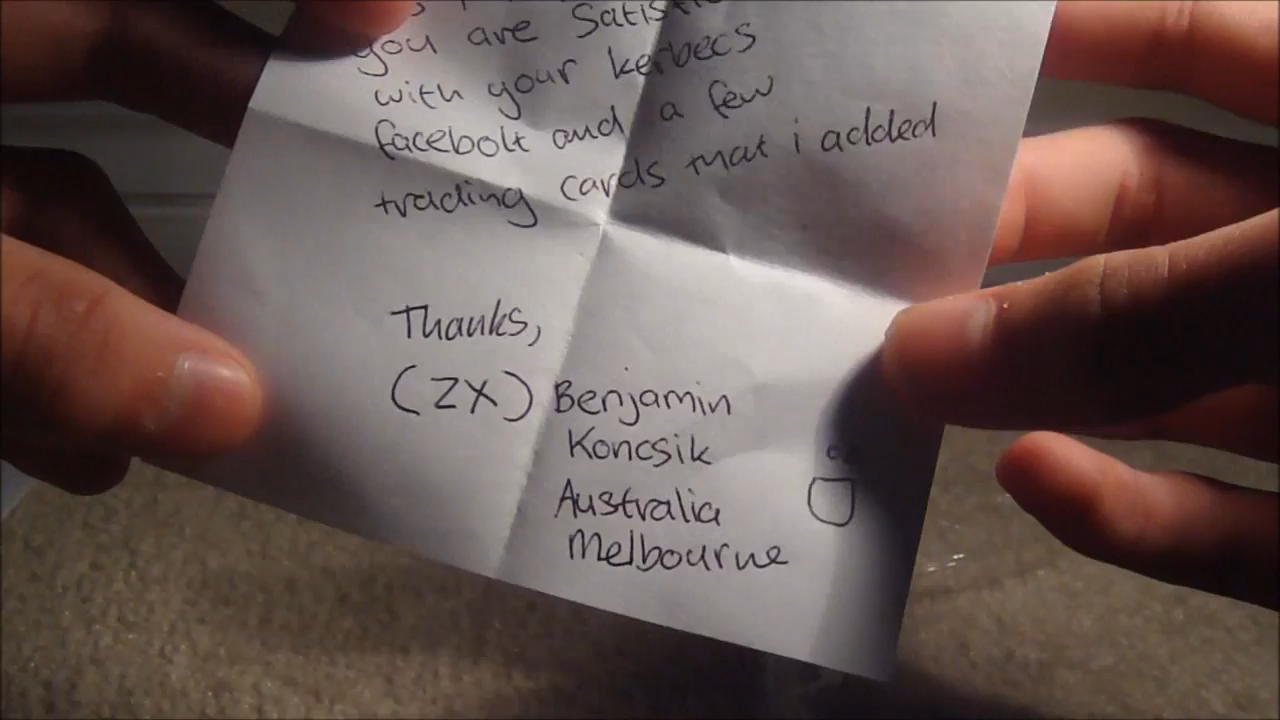 you are Satis
with your kerbecs
facebolt and a few
trading cards that i added
Thanks,
(ZX) Benjamin
Koncsik
Australia
Melbourne